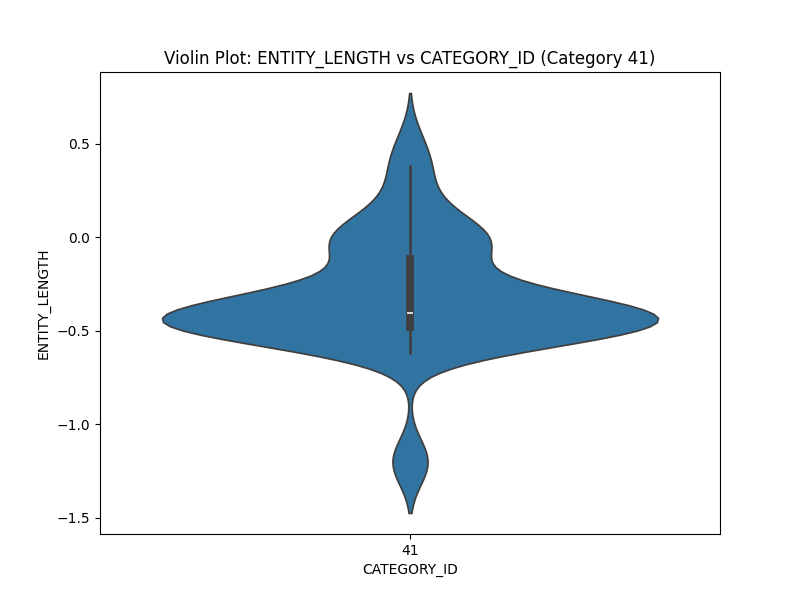 Violin Plot: ENTITY_LENGTH vs CATEGORY_ID (Category 41)
0.5
0.0
−0.5
−1.0
−1.5
ENTITY_LENGTH
41
CATEGORY_ID